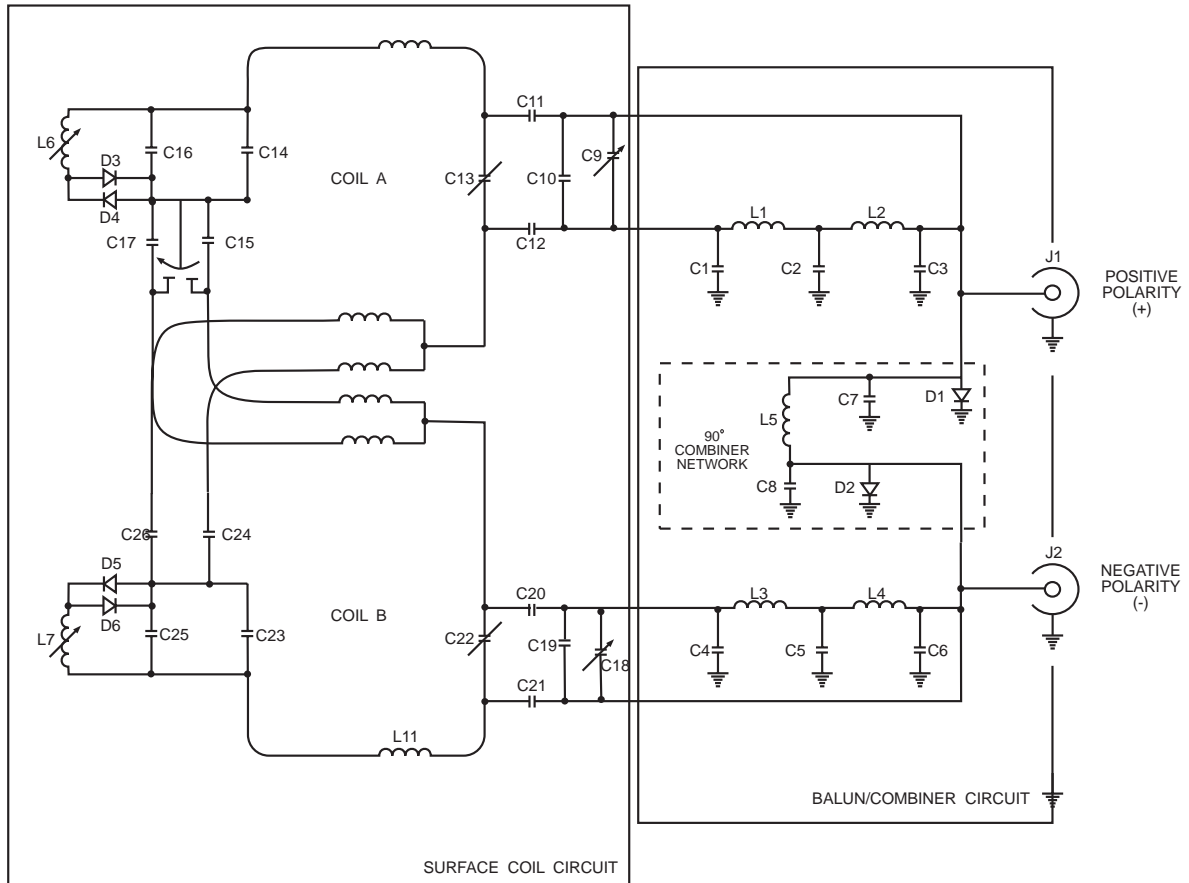 C11
L6
D3
C16
C14
COIL A
C13
C10
C9
D4
C17
C15
C12
L1
L2
C1
C2
C3
J1
POSITIVE
POLARITY
(+)
C7
D1
L5
90°
COMBINER
NETWORK
C8
D2
C26
C24
D5
D6
L7
C25
C23
COIL B
C22
C20
C19
C18
C21
L3
L4
C4
C5
C6
J2
NEGATIVE
POLARITY
(-)
L11
BALUN/COMBINER CIRCUIT
SURFACE COIL CIRCUIT